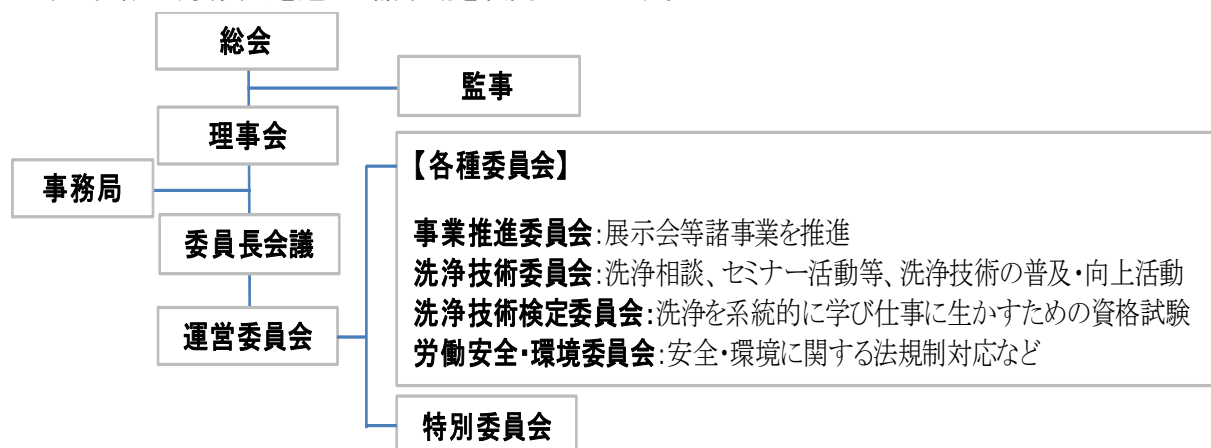 総会
監事
理事会
事務局
委員長会議
運営委員会
【各種委員会】
事業推進委員会:展示会等諸事業を推進
洗浄技術委員会:洗浄相談、セミナー活動等、洗浄技術の普及・向上活動
洗浄技術検定委員会:洗浄を系統的に学び仕事に生かすための資格試験
労働安全・環境委員会:安全・環境に関する法規制対応など
特別委員会